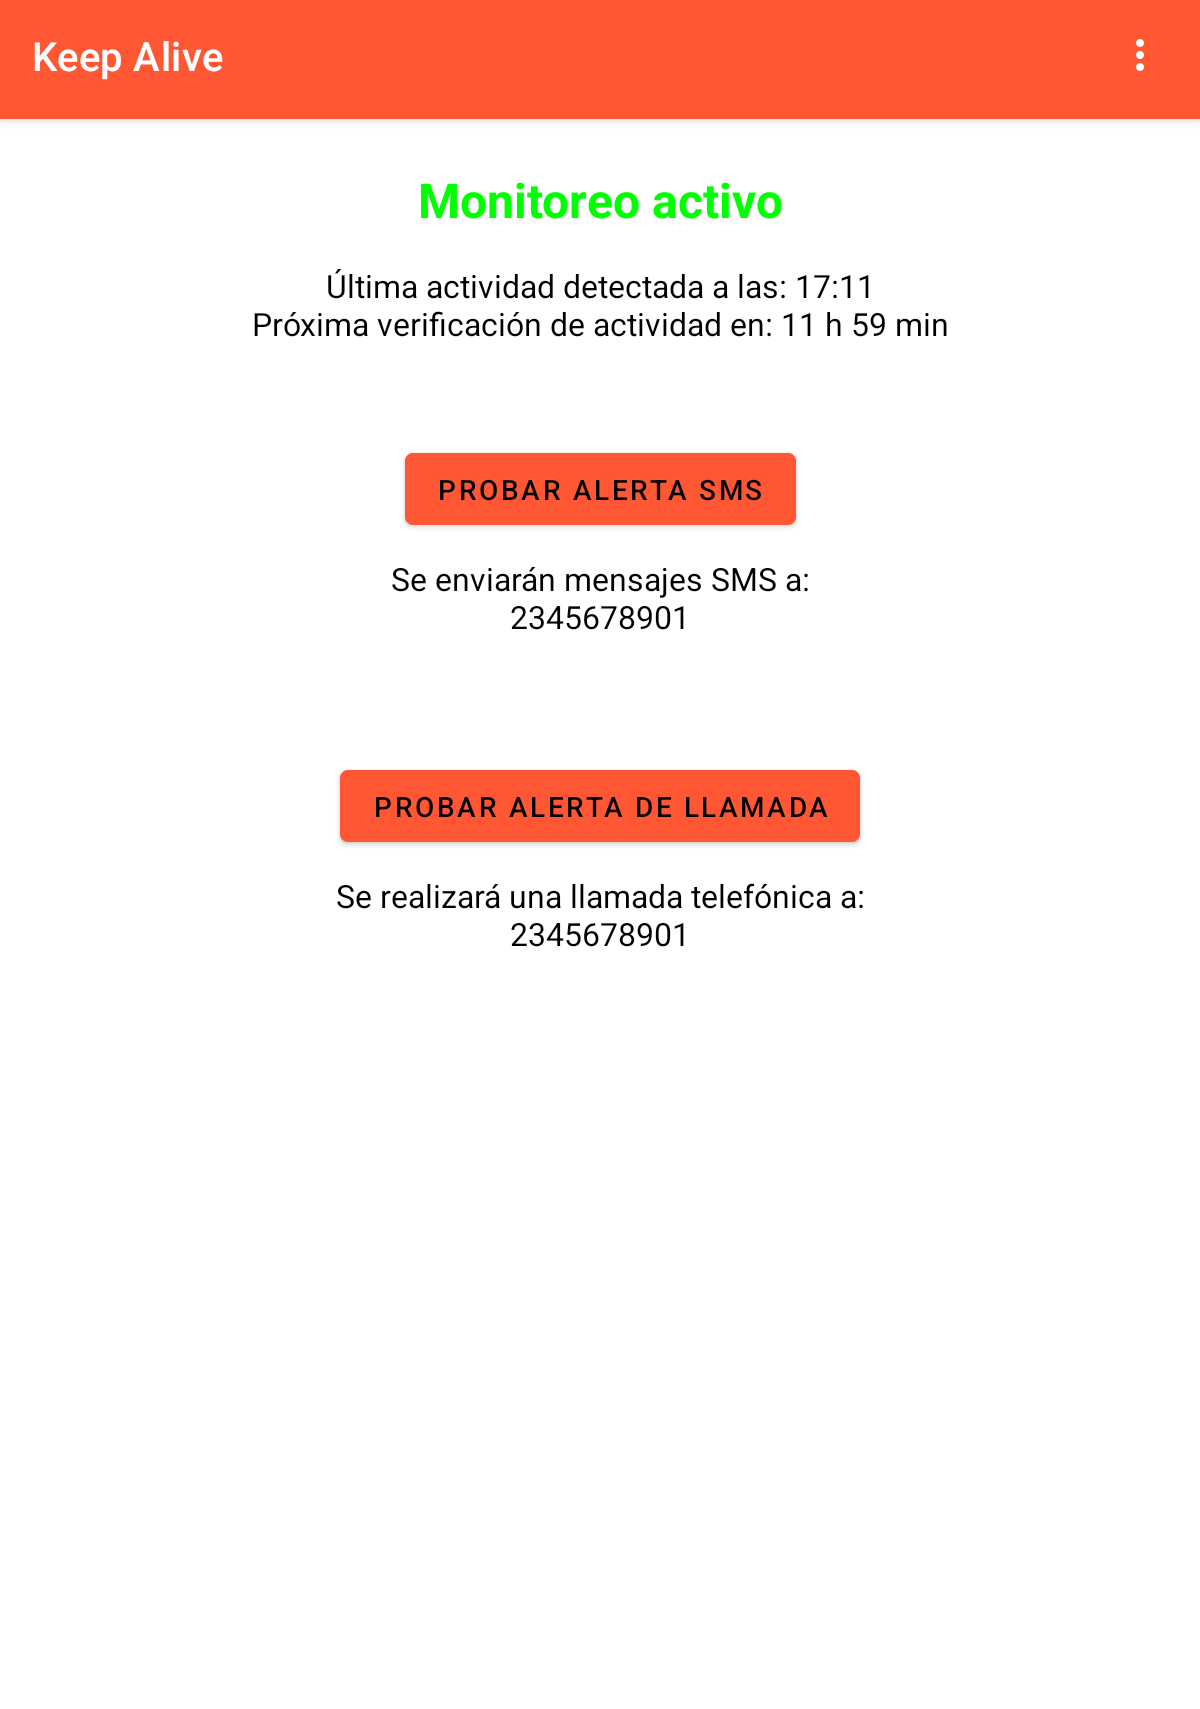 Keep Alive
Monitoreo activo
Última actividad detectada a las: 17:11
Próxima verificación de actividad en: 11 h 59 min
PROBAR ALERTA SMS
Se enviarán mensajes SMS a:
2345678901
PROBAR ALERTA DE LLAMADA
Se realizará una llamada telefónica a:
2345678901